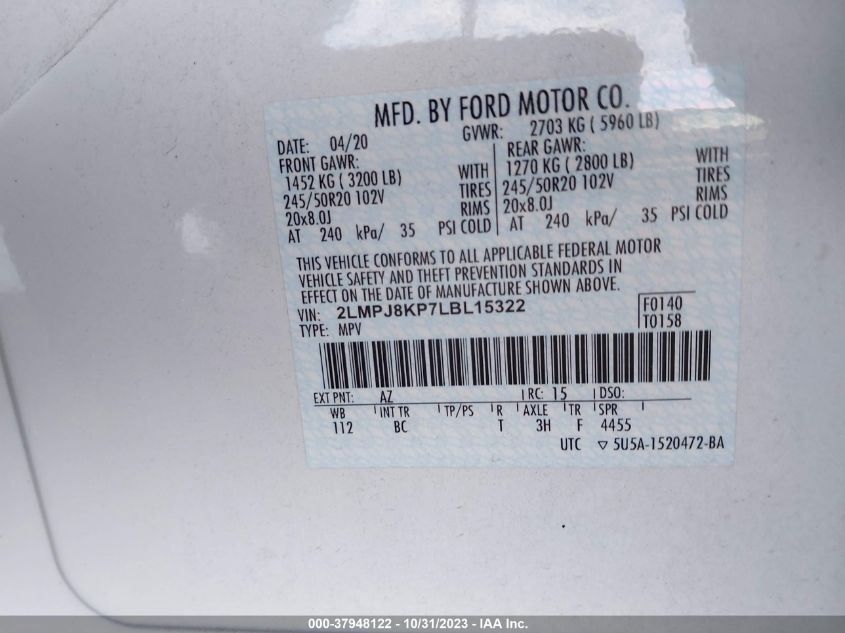 MFD. BY FORD MOTOR CO.
DATE: 04/20 GVWR: 2703 KG ( 5960 LB)
FRONT GAWR: REAR GAWR:
1452 KG ( 3200 LB) WITH 1270 KG ( 2800 LB) WITH
245/50R20 102V TIRES 245/50R20 102V TIRES
20x8.0J RIMS 20x8.0J RIMS
AT 240 kPa/ 35 PSI COLD AT 240 kPa/ 35 PSI COLD
THIS VEHICLE CONFORMS TO ALL APPLICABLE FEDERAL MOTOR
VEHICLE SAFETY AND THEFT PREVENTION STANDARDS IN
EFFECT ON THE DATE OF MANUFACTURE SHOWN ABOVE.
VIN: 2LMPJ8KP7LBL15322 F0140
TYPE: MPV T0158
EXT PNT: AZ RC: 15 DSO:
WB INT TR TP/PS R AXLE TR SPR
112 BC T 3H F 4455
UTC ▽ 5U5A-1520472-BA
000-37948122 - 10/31/2023 - IAA Inc.